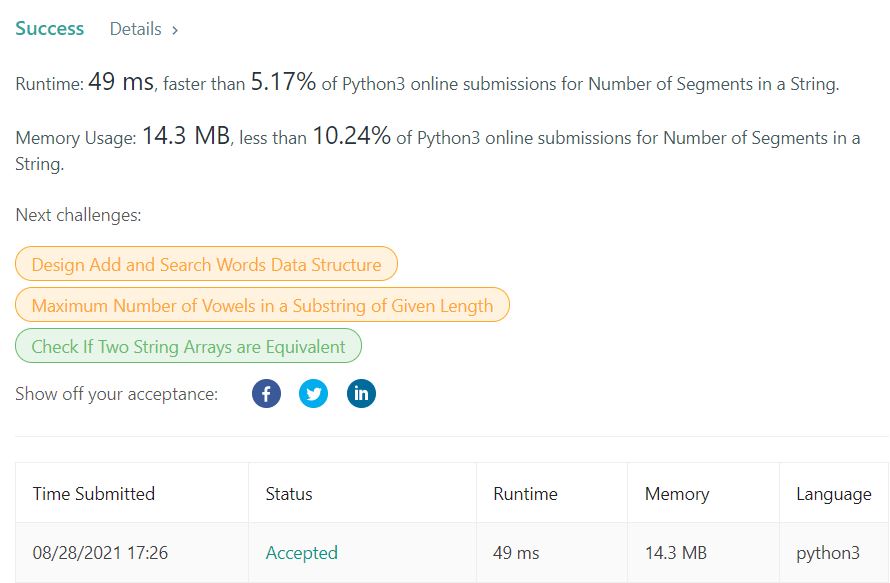 Success Details >
Runtime: 49 ms, faster than 5.17% of Python3 online submissions for Number of Segments in a String.
Memory Usage: 14.3 MB, less than 10.24% of Python3 online submissions for Number of Segments in a
String.
Next challenges:
Design Add and Search Words Data Structure
Maximum Number of Vowels in a Substring of Given Length
Check If Two String Arrays are Equivalent
Show off your acceptance: f in
Time Submitted Status Runtime Memory Language
08/28/2021 17:26 Accepted 49 ms 14.3 MB python3